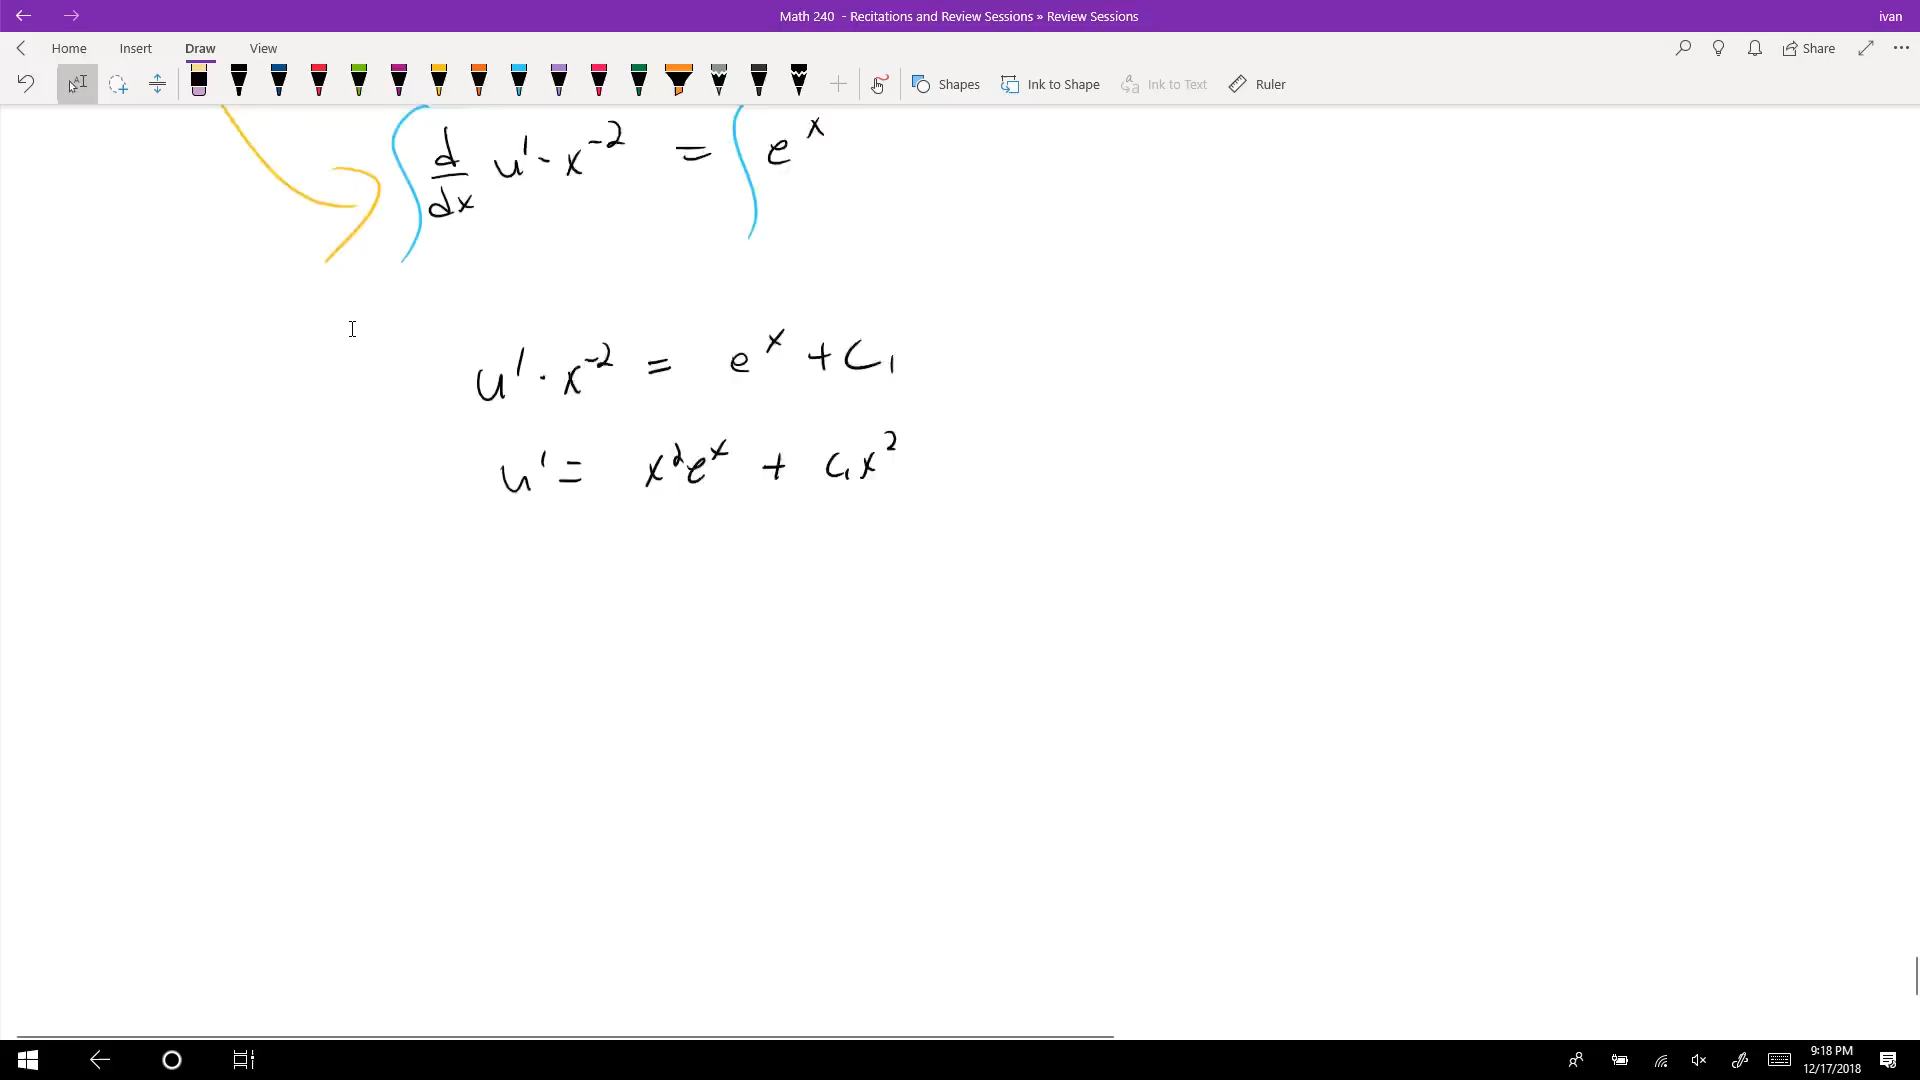 Math 240 - Recitations and Review Sessions » Review Sessions
ivan
Home Insert Draw View
Share
Shapes Ink to Shape Ink to Text Ruler
∫ d/dx u' · x^-2 = ∫ e^x
u' · x^-2 = e^x + C₁
u' = x^2 e^x + C₁x^2
9:18 PM
12/17/2018